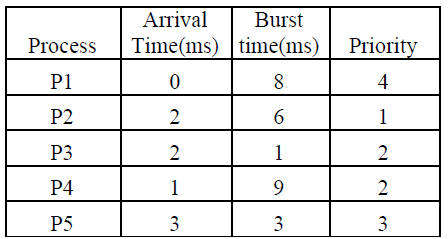 Process Arrival Time(ms) Burst time(ms) Priority
P1 0 8 4
P2 2 6 1
P3 2 1 2
P4 1 9 2
P5 3 3 3